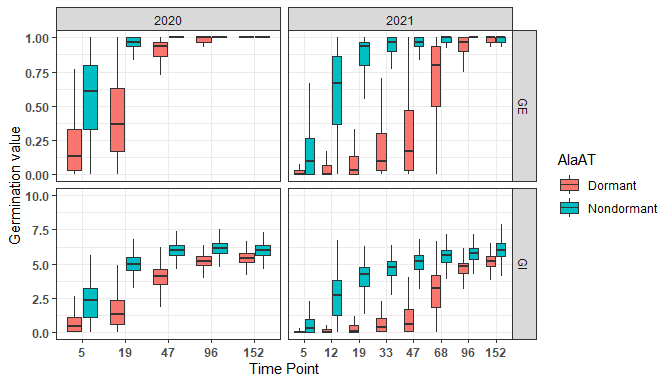 2020 2021
1.00
0.75
0.50
0.25
0.00
GE
10.0
7.5
5.0
2.5
0.0
GI
Germination value
5 19 47 96 152 5 12 19 33 47 68 96 152
Time Point
AlaAT
Dormant
Nondormant